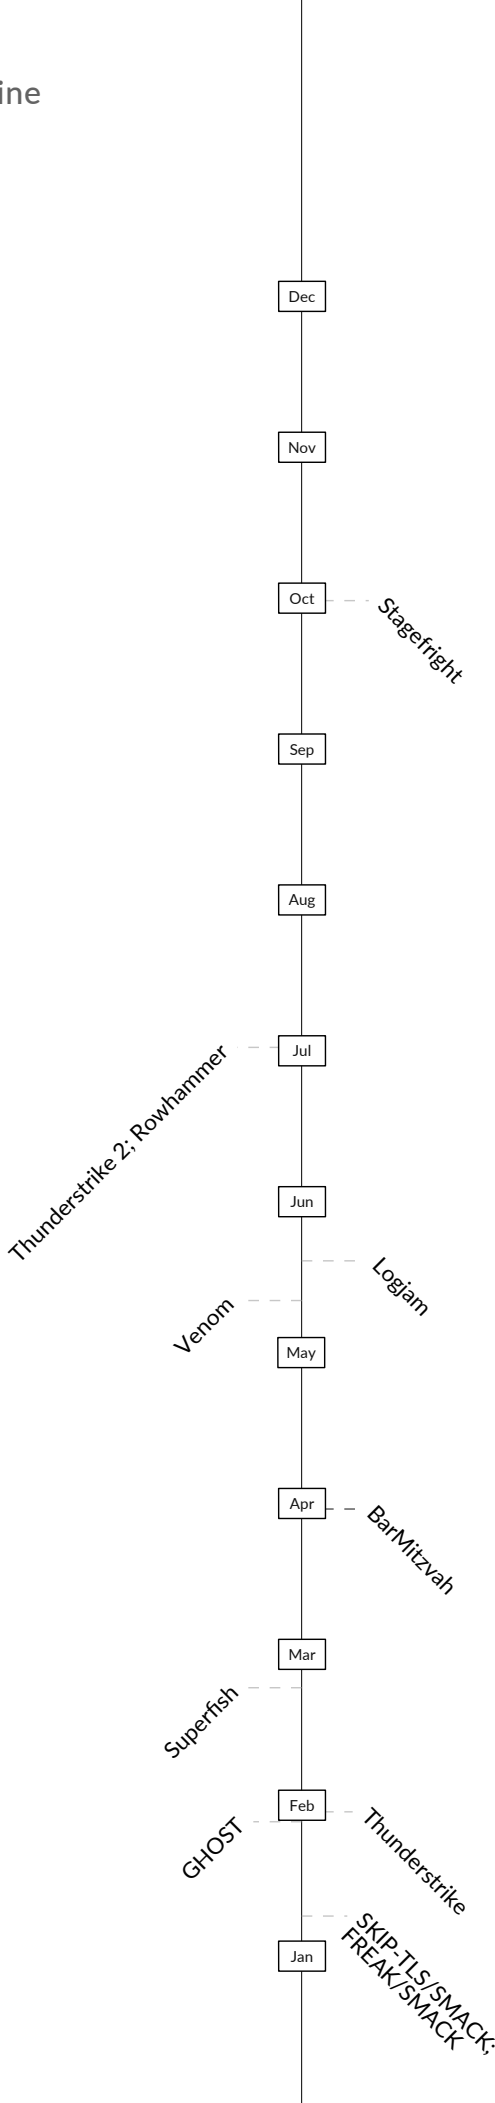 ine
Dec
Nov
Oct
Stagefright
Sep
Aug
Jul
Thunderstrike 2; Rowhammer
Jun
Logjam
Venom
May
Apr
BarMitzvah
Mar
Superfish
Feb
Thunderstrike
GHOST
SKIP-TLS/SMACK;
FREAK/SMACK
Jan